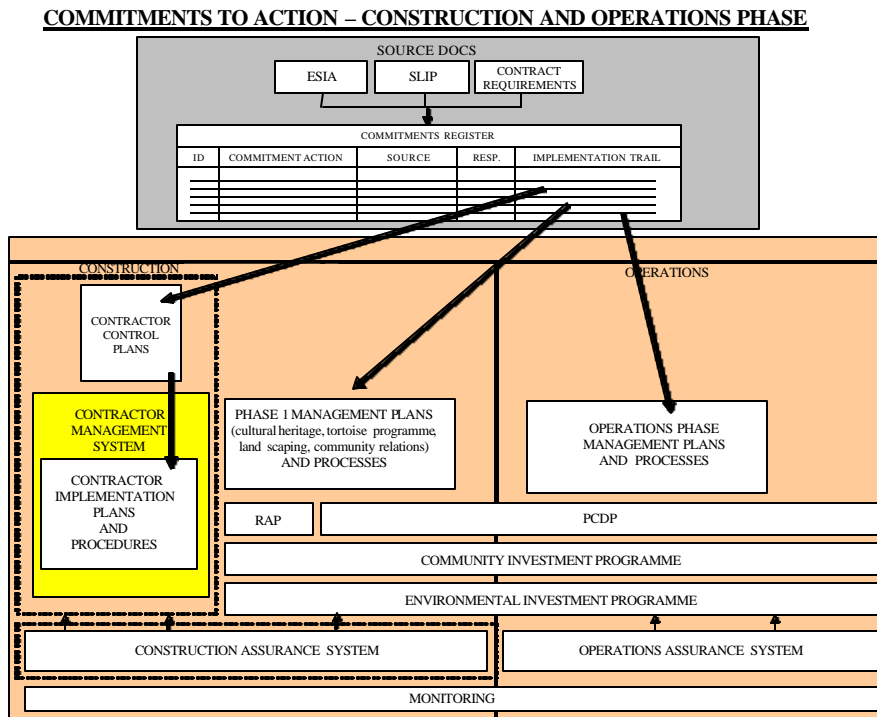 COMMITMENTS TO ACTION – CONSTRUCTION AND OPERATIONS PHASE
SOURCE DOCS
ESIA
SLIP
CONTRACT
REQUIREMENTS
COMMITMENTS REGISTER
ID
COMMITMENT ACTION
SOURCE
RESP.
IMPLEMENTATION TRAIL
CONSTRUCTION
OPERATIONS
CONTRACTOR
CONTROL
PLANS
CONTRACTOR
MANAGEMENT
SYSTEM
CONTRACTOR
IMPLEMENTATION
PLANS
AND
PROCEDURES
PHASE 1 MANAGEMENT PLANS
(cultural heritage, tortoise programme,
land scaping, community relations)
AND PROCESSES
OPERATIONS PHASE
MANAGEMENT PLANS
AND PROCESSES
RAP
PCDP
COMMUNITY INVESTMENT PROGRAMME
ENVIRONMENTAL INVESTMENT PROGRAMME
CONSTRUCTION ASSURANCE SYSTEM
OPERATIONS ASSURANCE SYSTEM
MONITORING